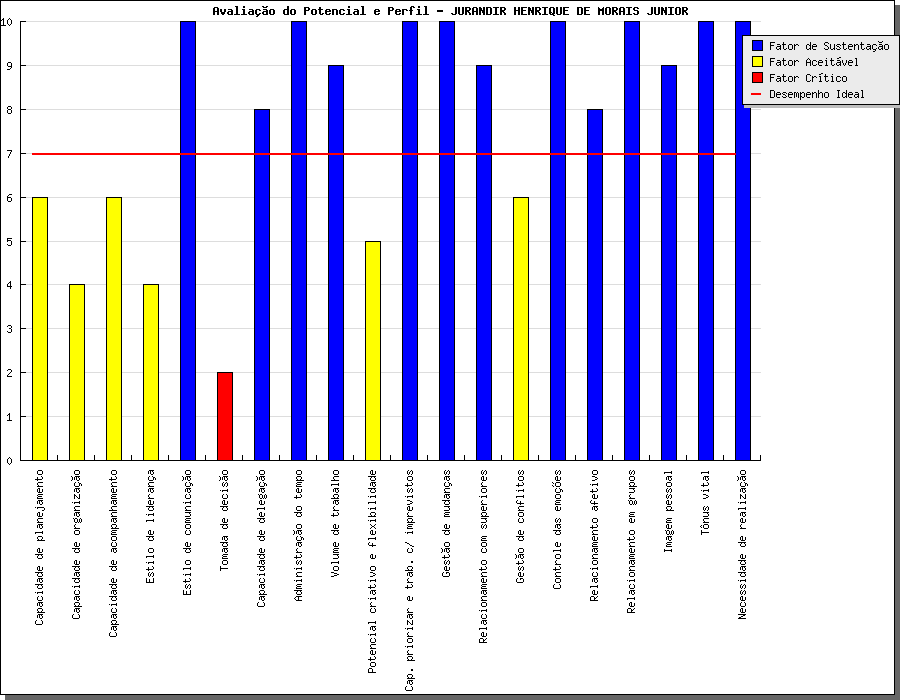 Avaliação do Potencial e Perfil - JURANDIR HENRIQUE DE MORAIS JUNIOR
Fator de Sustentação
Fator Aceitável
Fator Crítico
Desempenho Ideal
10
9
8
7
6
5
4
3
2
1
0
Capacidade de planejamento
Capacidade de organização
Capacidade de acompanhamento
Estilo de liderança
Estilo de comunicação
Tomada de decisão
Capacidade de delegação
Administração do tempo
Volume de trabalho
Potencial criativo e flexibilidade
Cap. priorizar e trab. c/ imprevistos
Gestão de mudanças
Relacionamento com superiores
Gestão de conflitos
Controle das emoções
Relacionamento afetivo
Relacionamento em grupos
Imagem pessoal
Tônus vital
Necessidade de realização